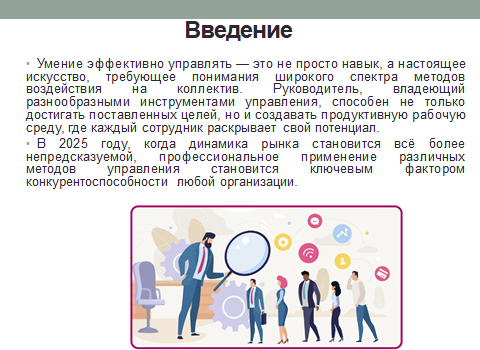 Введение
• Умение эффективно управлять — это не просто навык, а настоящее
искусство, требующее понимания широкого спектра методов
воздействия на коллектив. Руководитель, владеющий
разнообразными инструментами управления, способен не только
достигать поставленных целей, но и создавать продуктивную рабочую
среду, где каждый сотрудник раскрывает свой потенциал.
• В 2025 году, когда динамика рынка становится всё более
непредсказуемой, профессиональное применение различных
методов управления становится ключевым фактором
конкурентоспособности любой организации.